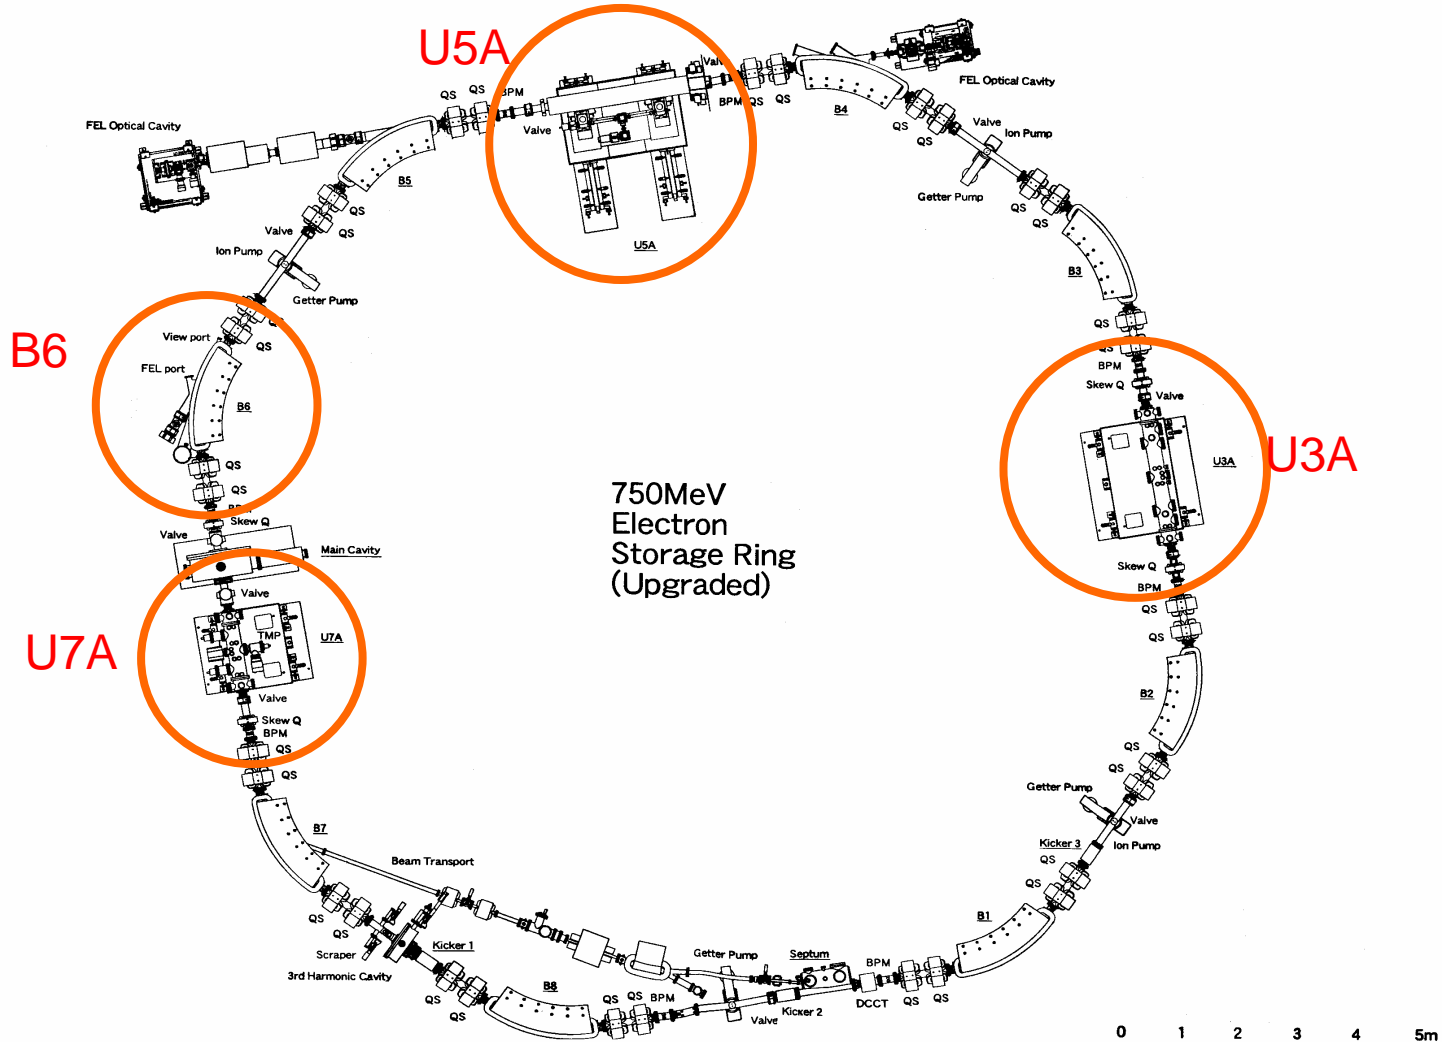 U5A
Valve
QS
QS
BPM
BPM
QS
QS
FEL Optical Cavity
B4
QS
QS
Valve
Ion Pump
FEL Optical Cavity
Valve
B5
QS
QS
Getter Pump
QS
QS
U5A
Valve
Ion Pump
Getter Pump
B3
QS
QS
View port
QS
QS
B6
FEL port
BPM
Skew Q
Valve
B6
U3A
U3A
QS
QS
750MeV
Electron
Storage Ring
(Upgraded)
BPM
Skew Q
Valve
Main Cavity
Skew Q
BPM
Valve
QS
QS
TMP
U7A
U7A
Valve
B2
Skew Q
BPM
QS
QS
QS
QS
Getter Pump
Valve
Ion Pump
Kicker 3
B7
Beam Transport
QS
QS
B1
QS
QS
Scraper
Kicker 1
3rd Harmonic Cavity
Getter Pump
Septum
BPM
QS
QS
B8
QS
QS
BPM
Valve
Kicker 2
DCCT
QS
QS
0 1 2 3 4 5m